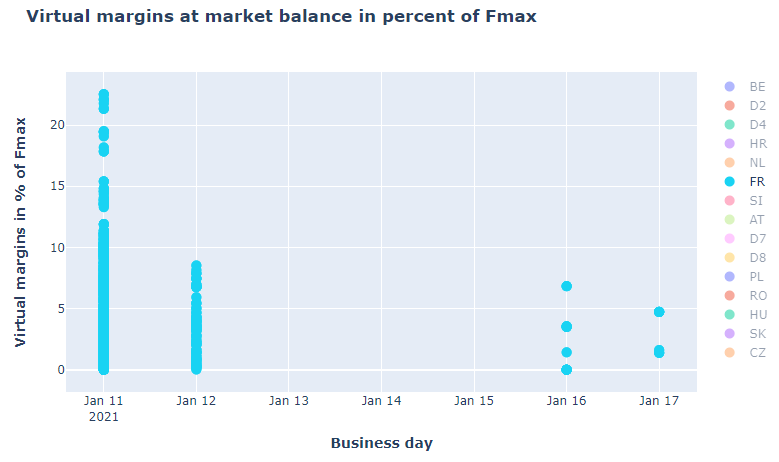 Virtual margins at market balance in percent of Fmax
Virtual margins in % of Fmax
20
15
10
5
0
Jan 11
2021
Jan 12
Jan 13
Jan 14
Jan 15
Jan 16
Jan 17
Business day
BE
D2
D4
HR
NL
FR
SI
AT
D7
D8
PL
RO
HU
SK
CZ